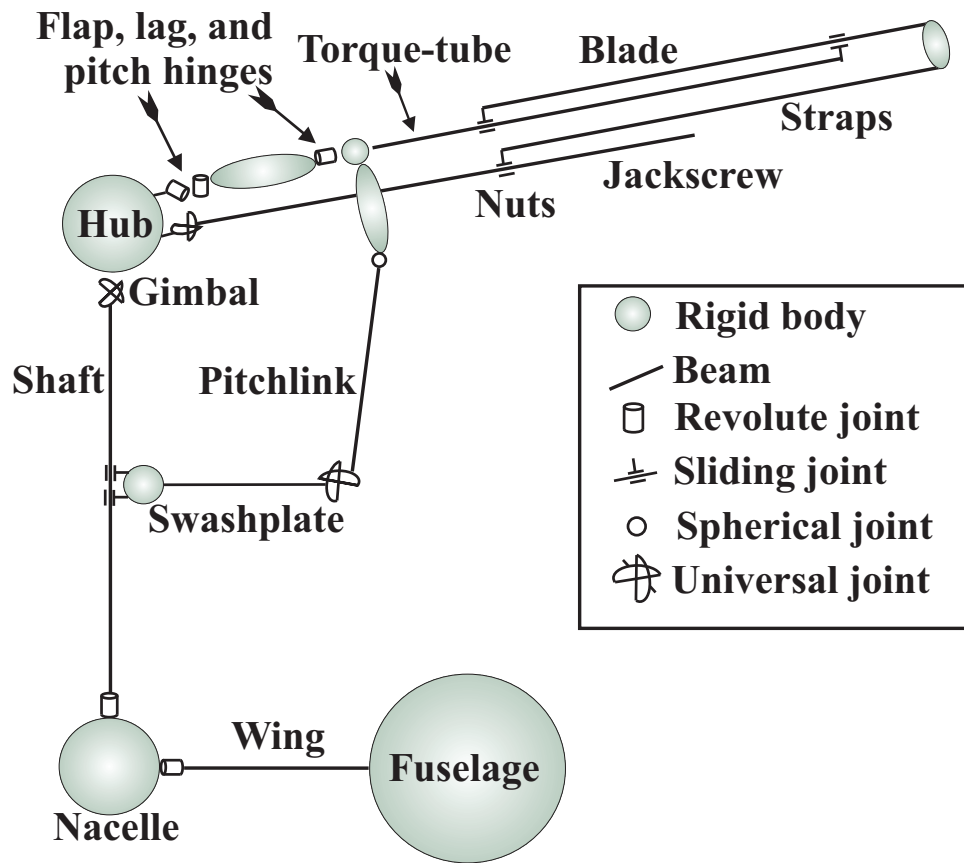 Flap, lag, and
pitch hinges
Torque-tube
Blade
Straps
Jackscrew
Nuts
Hub
Gimbal
Shaft
Pitchlink
Swashplate
Wing
Fuselage
Nacelle
Rigid body
Beam
Revolute joint
Sliding joint
Spherical joint
Universal joint